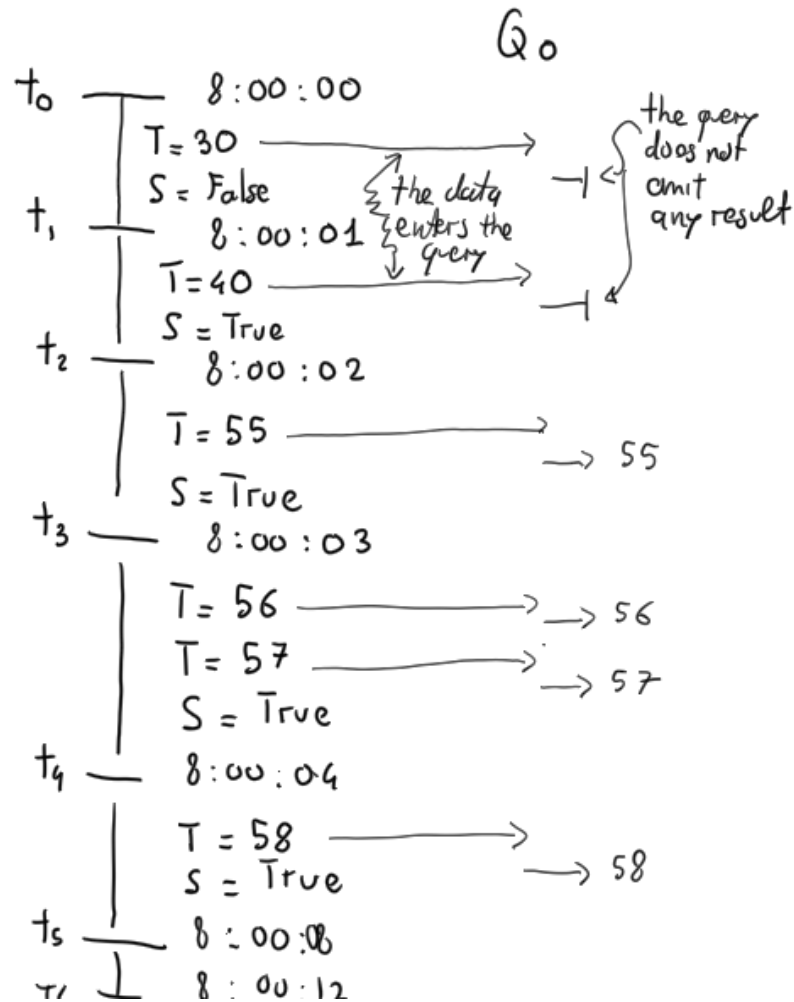 Q0
t0 8:00:00
T=30
S = False
t1 8:00:01
T=40
S = True
t2 8:00:02
T = 55
55
S = True
t3 8:00:03
T= 56
56
T= 57
57
S = True
t4 8:00:04
T = 58
58
S = True
t5 8:00:08
8:00:12
the data
enters the
query
the query
does not
emit
any result